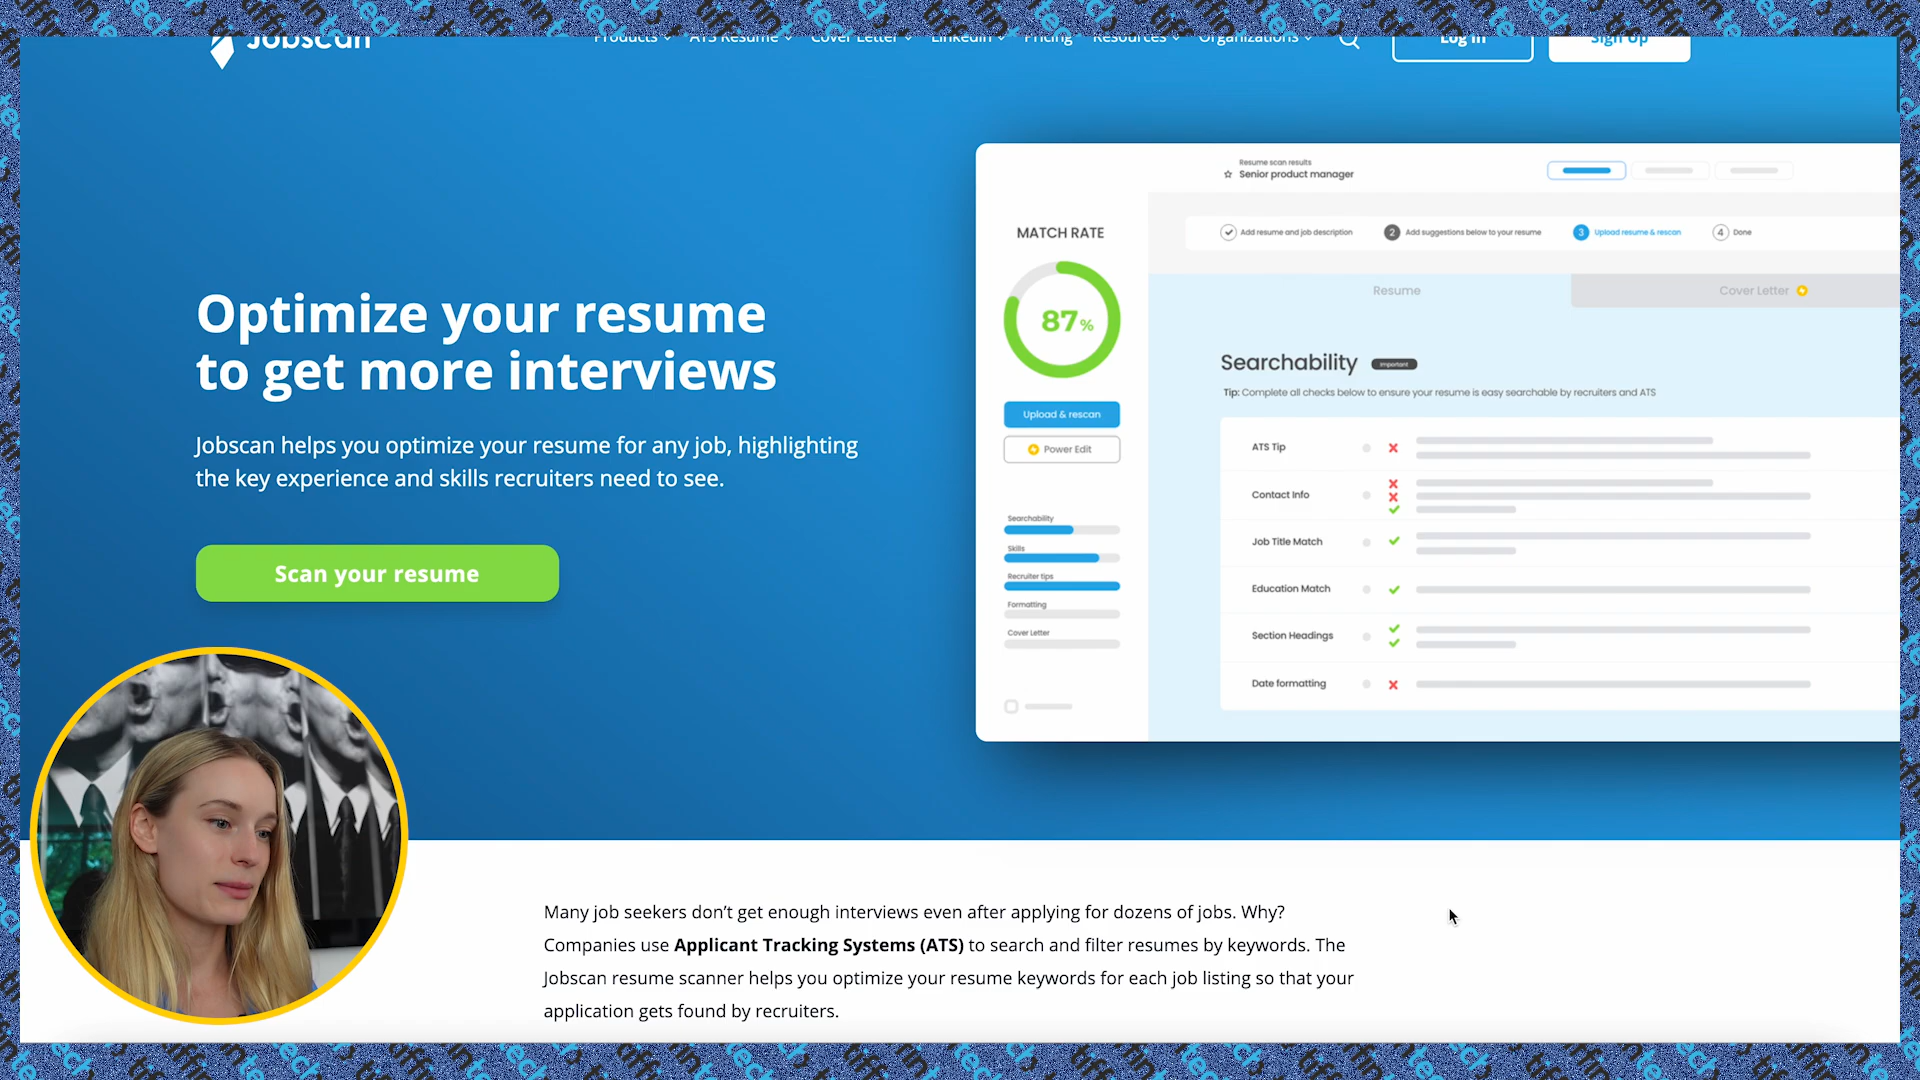 Jobscan
Products
ATS Resume
Cover Letter
LinkedIn
Pricing
Resources
Organizations
Log In
Sign Up
Optimize your resume
to get more interviews
Jobscan helps you optimize your resume for any job, highlighting
the key experience and skills recruiters need to see.
Scan your resume
Resume scan results
Senior product manager
MATCH RATE
87%
Upload & rescan
Power Edit
Searchability
Skills
Recruiter tips
Formatting
Cover Letter
Add resume and job description
2 Add suggestions below to your resume
3 Upload resume & rescan
4 Done
Resume
Cover Letter
Searchability Important
Tip: Complete all checks below to ensure your resume is easy searchable by recruiters and ATS
ATS Tip
Contact Info
Job Title Match
Education Match
Section Headings
Date formatting
Many job seekers don’t get enough interviews even after applying for dozens of jobs. Why?
Companies use Applicant Tracking Systems (ATS) to search and filter resumes by keywords. The
Jobscan resume scanner helps you optimize your resume keywords for each job listing so that your
application gets found by recruiters.
tiffin
tech